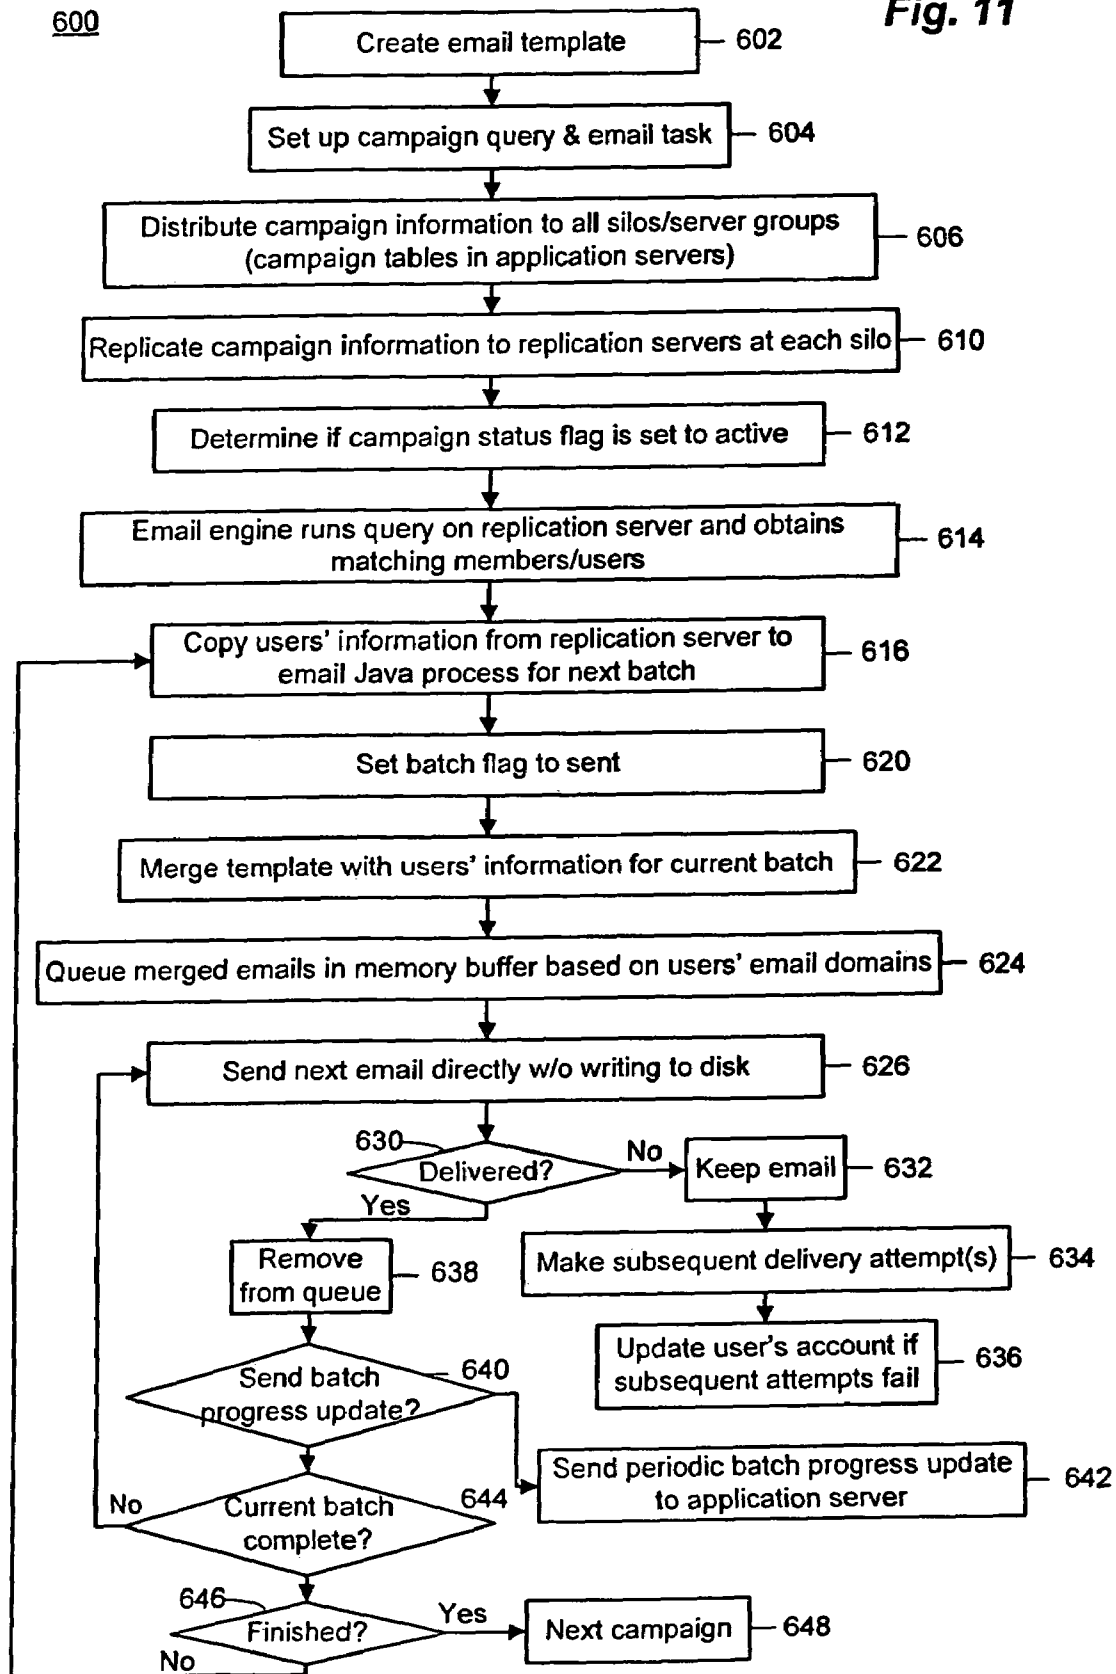 600
Fig. 11
Create email template
602
Set up campaign query & email task
604
Distribute campaign information to all silos/server groups
(campaign tables in application servers)
606
Replicate campaign information to replication servers at each silo
610
Determine if campaign status flag is set to active
612
Email engine runs query on replication server and obtains
matching members/users
614
Copy users' information from replication server to
email Java process for next batch
616
Set batch flag to sent
620
Merge template with users' information for current batch
622
Queue merged emails in memory buffer based on users' email domains
624
Send next email directly w/o writing to disk
626
630
Delivered?
No
Keep email
632
Yes
Remove
from queue
638
Make subsequent delivery attempt(s)
634
Update user's account if
subsequent attempts fail
636
Send batch
progress update?
640
Send periodic batch progress update
to application server
642
No
Current batch
complete?
644
646
Finished?
Yes
Next campaign
648
No